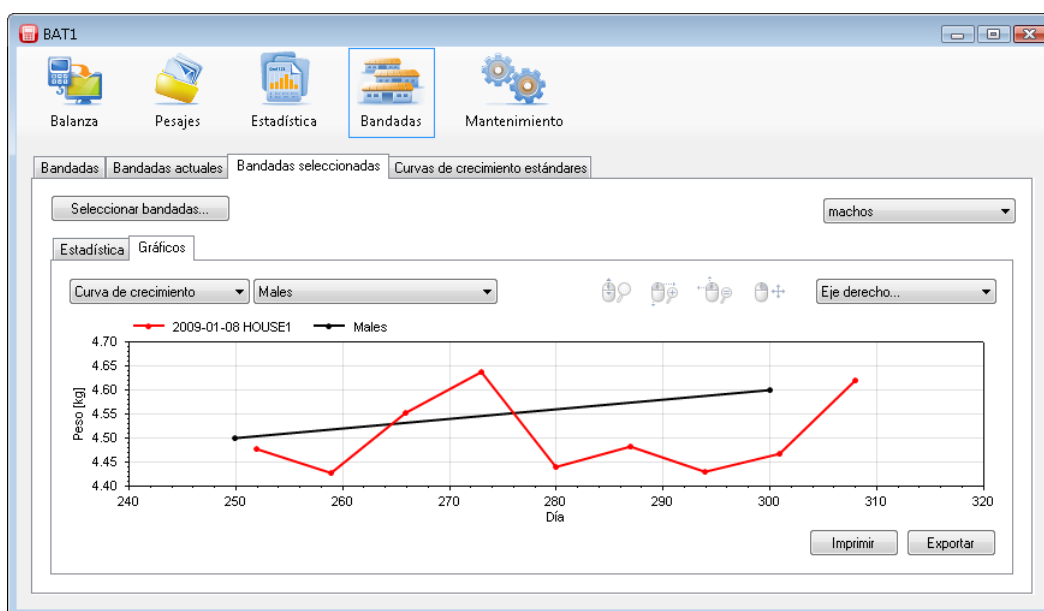 BAT1
Balanza Pesajes Estadística Bandadas Mantenimiento
Bandadas Bandadas actuales Bandadas seleccionadas Curvas de crecimiento estándares
Seleccionar bandadas... machos
Estadística Gráficos
Curva de crecimiento Males Eje derecho...
2009-01-08 HOUSE1 Males
4.70
4.65
4.60
4.55
4.50
4.45
4.40
Peso [kg]
240 250 260 270 280 290 300 310 320
Día
Imprimir Exportar